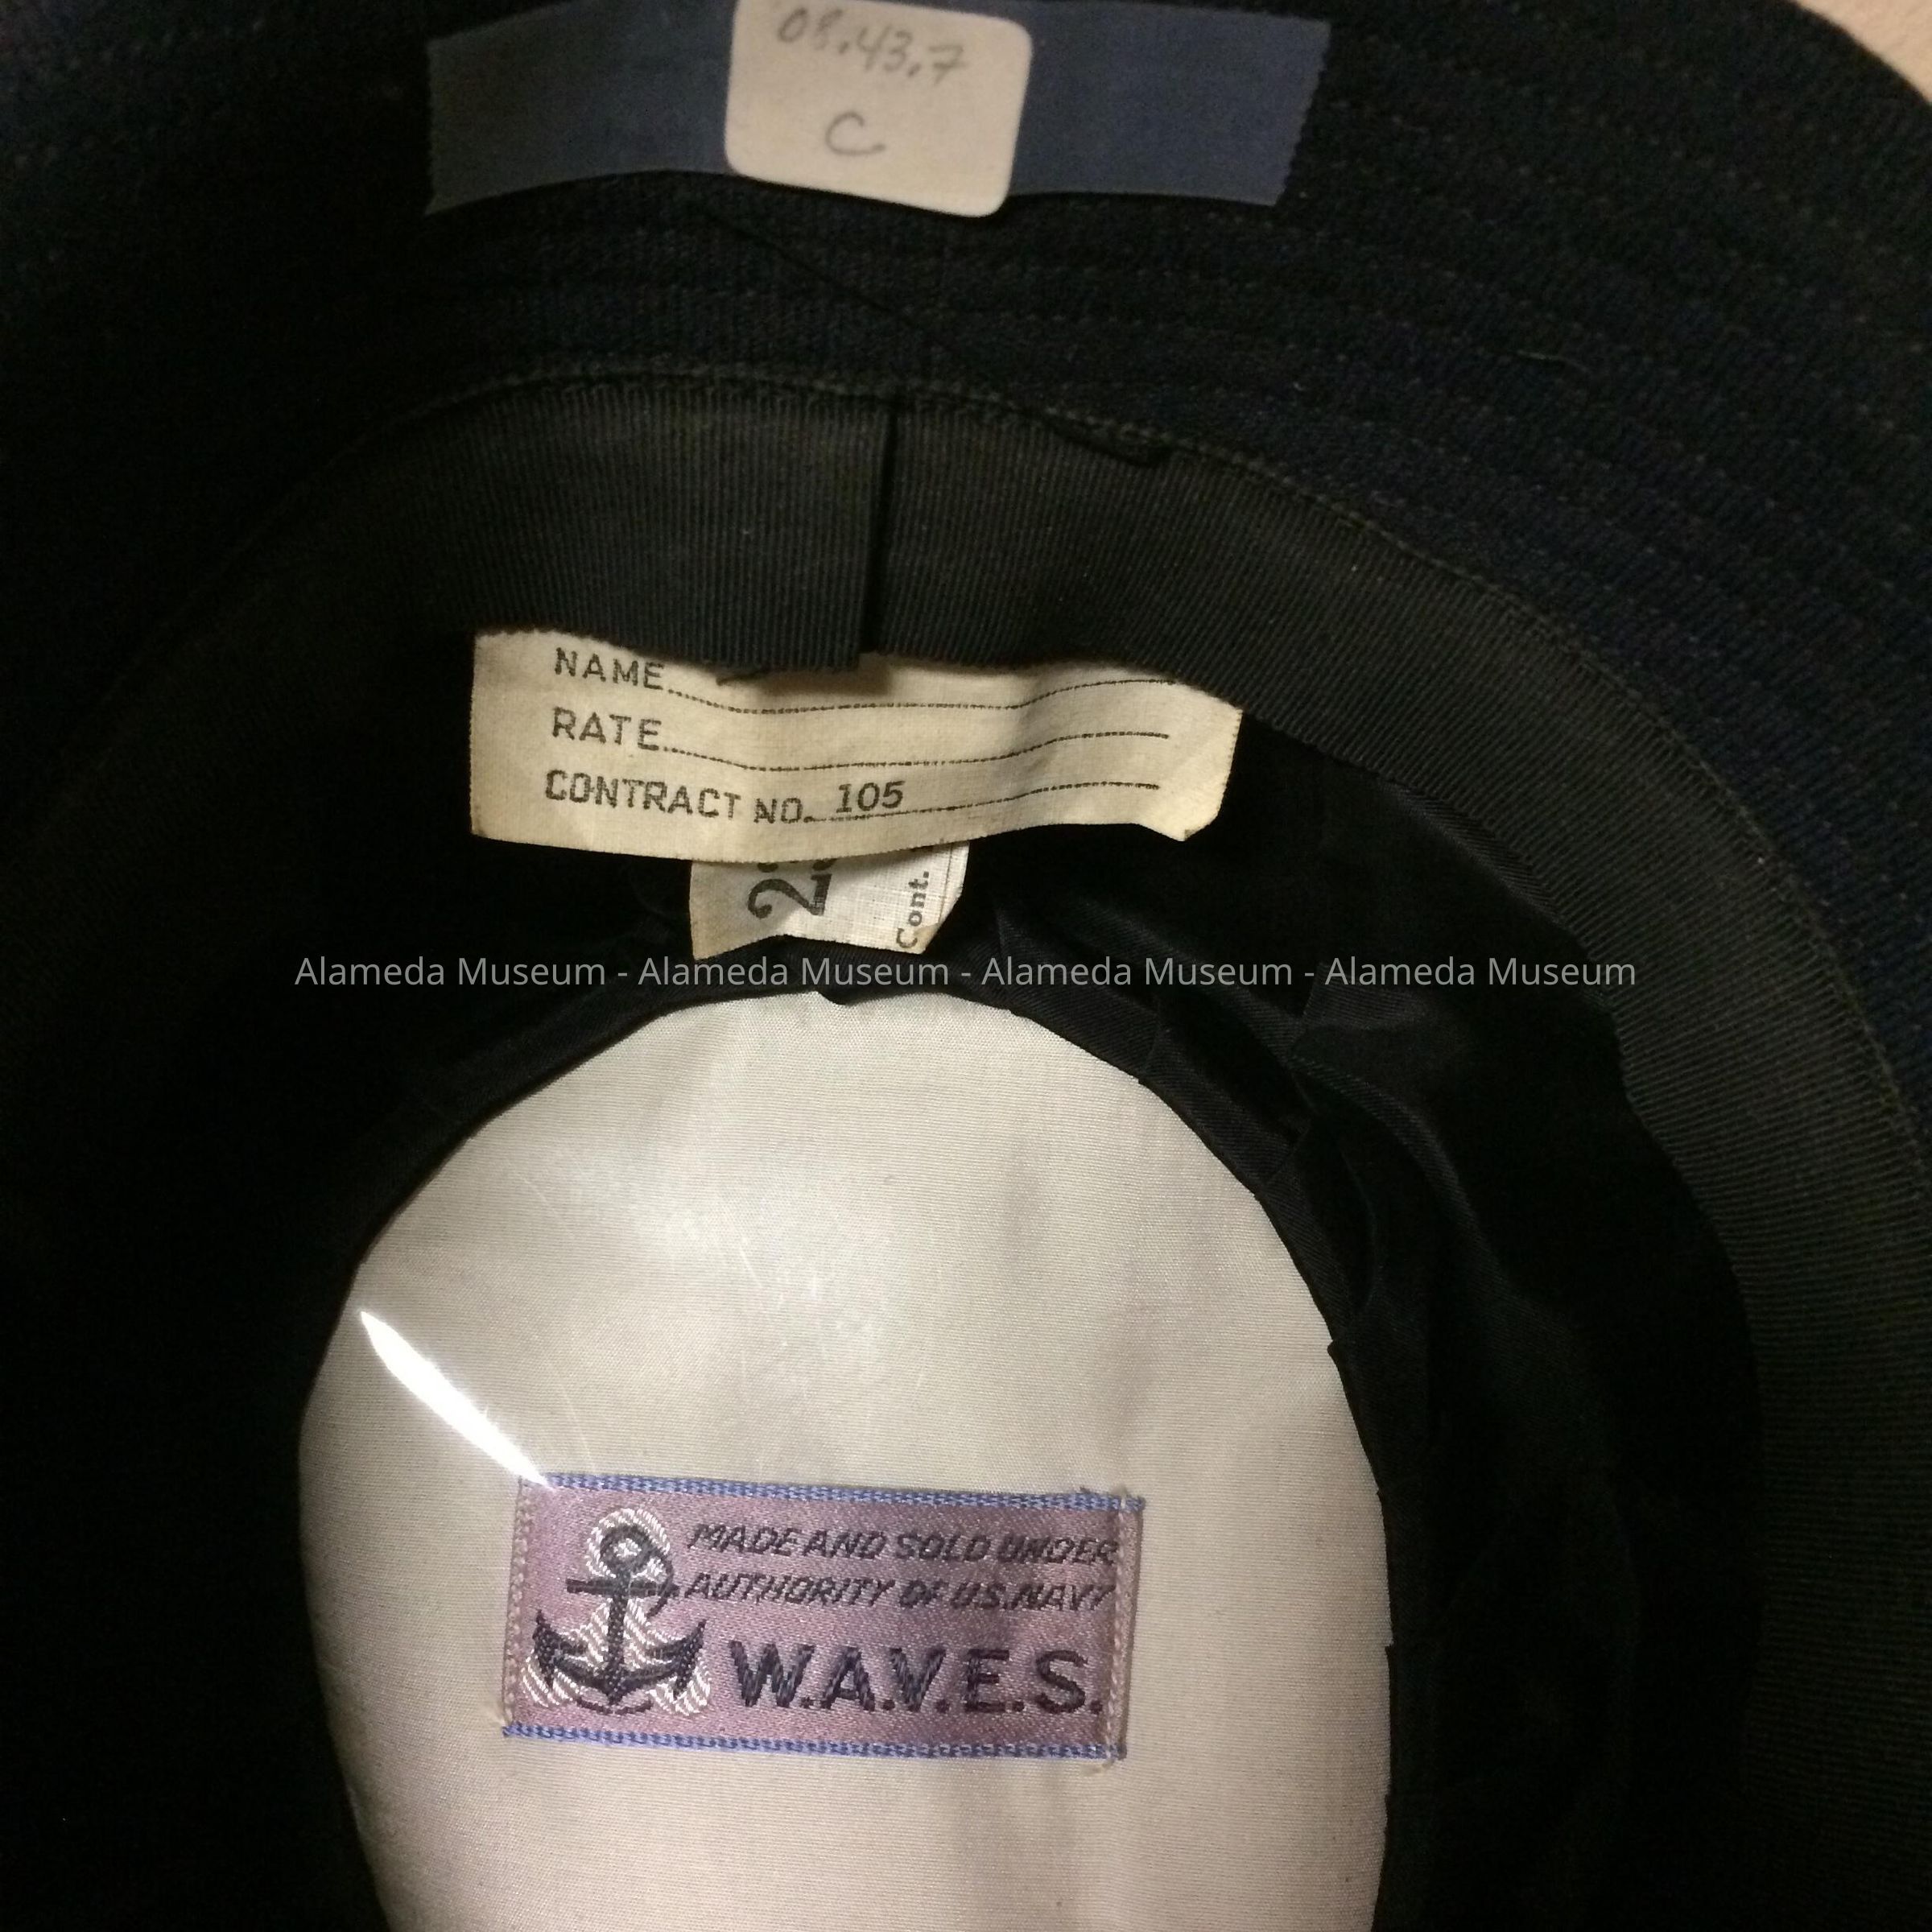 08.43.7
C
NAME
RATE
CONTRACT NO. 105
Cont.
Alameda Museum - Alameda Museum - Alameda Museum - Alameda Museum
MADE AND SOLD UNDER
AUTHORITY OF U.S. NAVY
W.A.V.E.S.